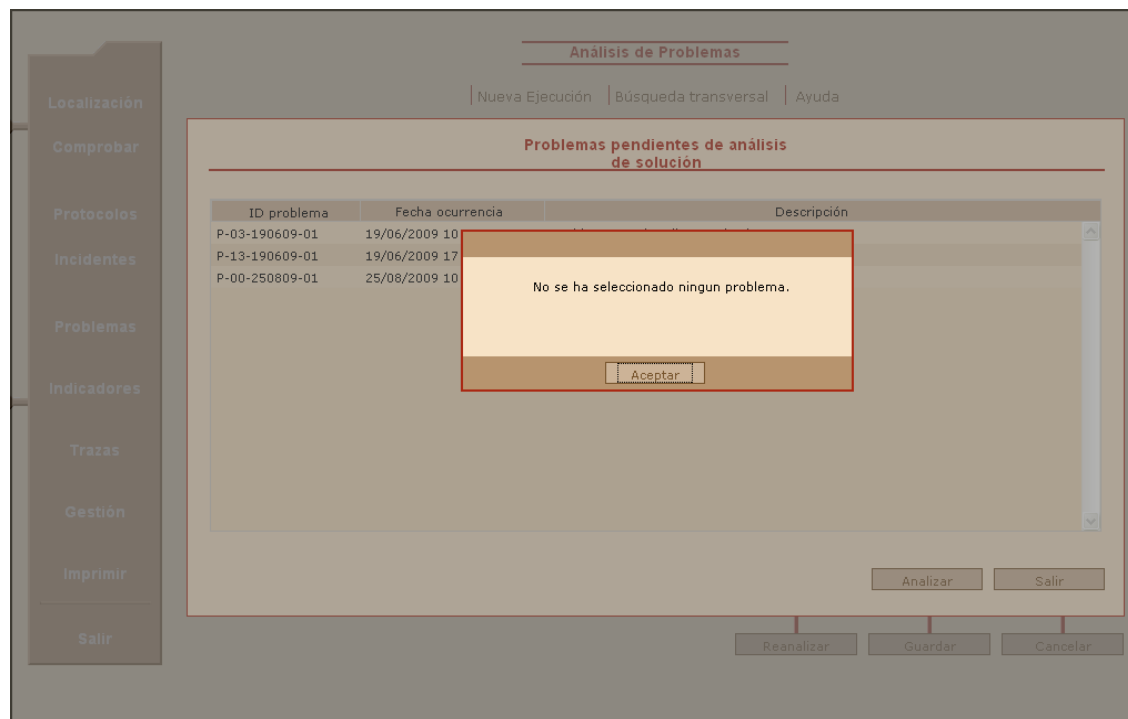 Análisis de Problemas
Nueva Ejecución Búsqueda transversal Ayuda
Localización
Comprobar
Protocolos
Incidentes
Problemas
Indicadores
Trazas
Gestión
Imprimir
Salir
Problemas pendientes de análisis
de solución
ID problema Fecha ocurrencia Descripción
P-03-190609-01 19/06/2009 10
P-13-190609-01 19/06/2009 17
P-00-250809-01 25/08/2009 10
No se ha seleccionado ningun problema.
Aceptar
Analizar Salir
Reanalizar Guardar Cancelar